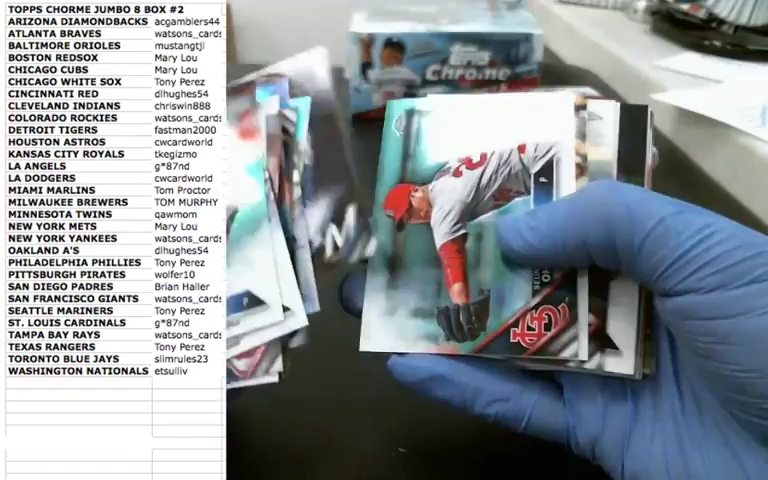 TOPPS CHORME JUMBO 8 BOX #2
ARIZONA DIAMONDBACKS acgamblers44
ATLANTA BRAVES watsons_cards
BALTIMORE ORIOLES mustangtji
BOSTON REDSOX Mary Lou
CHICAGO CUBS Mary Lou
CHICAGO WHITE SOX Tony Perez
CINCINNATI RED dlhughes54
CLEVELAND INDIANS chriswin888
COLORADO ROCKIES watsons_cards
DETROIT TIGERS fastman2000
HOUSTON ASTROS cwcardworld
KANSAS CITY ROYALS tkegizmo
LA ANGELS g*87nd
LA DODGERS cwcardworld
MIAMI MARLINS Tom Proctor
MILWAUKEE BREWERS TOM MURPHY
MINNESOTA TWINS qawmom
NEW YORK METS Mary Lou
NEW YORK YANKEES watsons_cards
OAKLAND A'S dlhughes54
PHILADELPHIA PHILLIES Tony Perez
PITTSBURGH PIRATES wolfer10
SAN DIEGO PADRES Brian Haller
SAN FRANCISCO GIANTS watsons_cards
SEATTLE MARINERS Tony Perez
ST. LOUIS CARDINALS g*87nd
TAMPA BAY RAYS watsons_cards
TEXAS RANGERS Tony Perez
TORONTO BLUE JAYS slimrules23
WASHINGTON NATIONALS etsulliv
Topps
Chrome
P